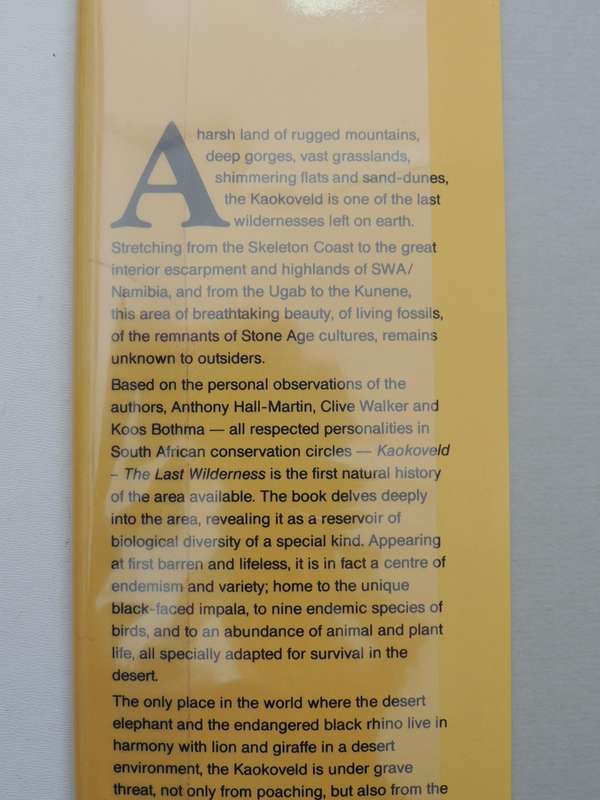 A harsh land of rugged mountains,
deep gorges, vast grasslands,
shimmering flats and sand-dunes,
the Kaokoveld is one of the last
wildernesses left on earth.
Stretching from the Skeleton Coast to the great
interior escarpment and highlands of SWA/
Namibia, and from the Ugab to the Kunene,
this area of breathtaking beauty, of living fossils,
of the remnants of Stone Age cultures, remains
unknown to outsiders.
Based on the personal observations of the
authors, Anthony Hall-Martin, Clive Walker and
Koos Bothma — all respected personalities in
South African conservation circles — Kaokoveld
– The Last Wilderness is the first natural history
of the area available. The book delves deeply
into the area, revealing it as a reservoir of
biological diversity of a special kind. Appearing
at first barren and lifeless, it is in fact a centre of
endemism and variety; home to the unique
black-faced impala, to nine endemic species of
birds, and to an abundance of animal and plant
life, all specially adapted for survival in the
desert.
The only place in the world where the desert
elephant and the endangered black rhino live in
harmony with lion and giraffe in a desert
environment, the Kaokoveld is under grave
threat, not only from poaching, but also from the